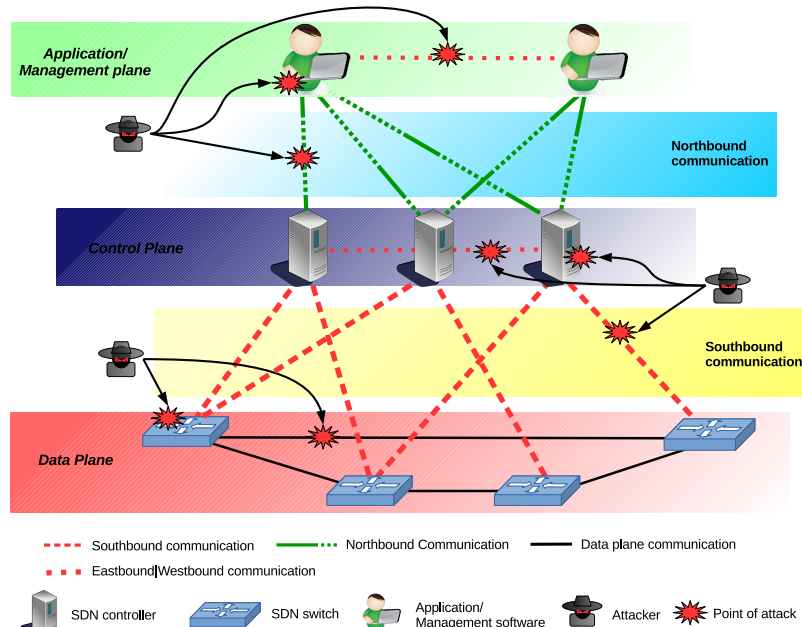 Application/
Management plane
Northbound
communication
Control Plane
Southbound
communication
Data Plane
Southbound communication
Northbound Communication
Data plane communication
Eastbound|Westbound communication
SDN controller
SDN switch
Application/
Management software
Attacker
Point of attack